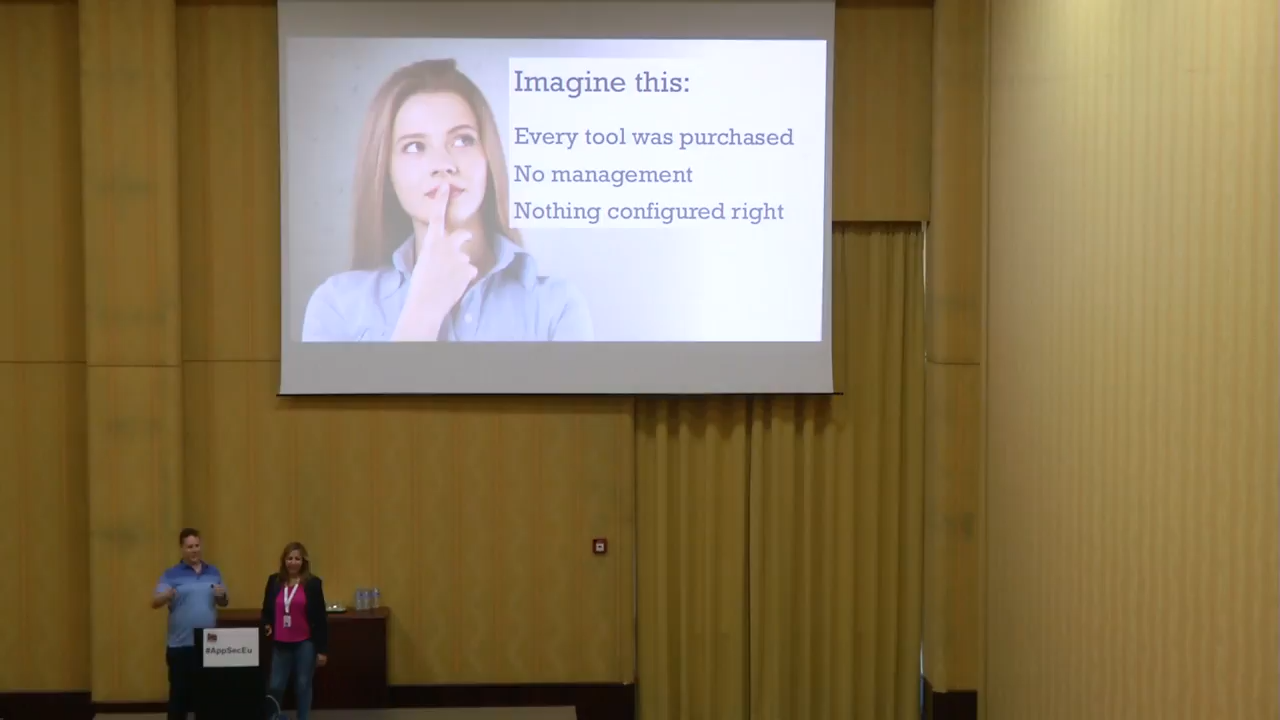 Imagine this:
Every tool was purchased
No management
Nothing configured right
#AppSecEu